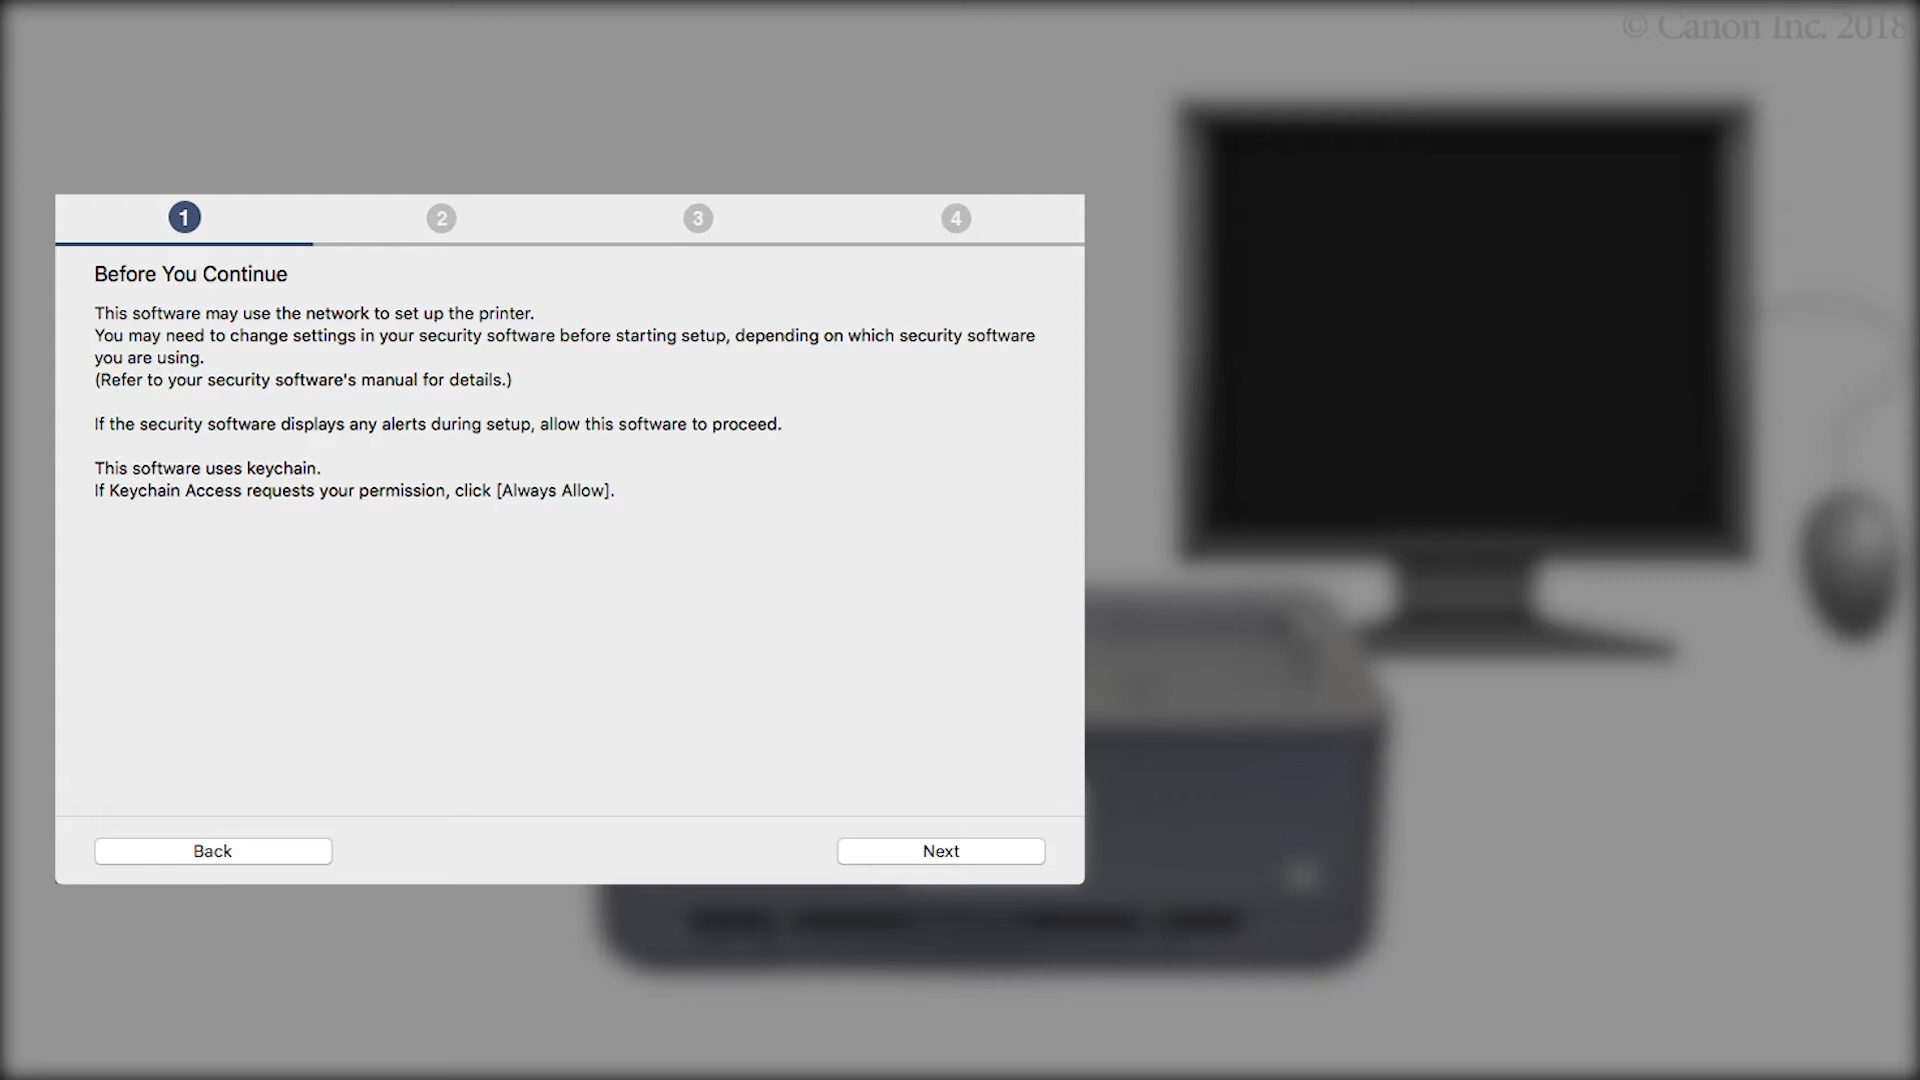 © Canon Inc. 2018
1 2 3 4
Before You Continue
This software may use the network to set up the printer.
You may need to change settings in your security software before starting setup, depending on which security software
you are using.
(Refer to your security software's manual for details.)
If the security software displays any alerts during setup, allow this software to proceed.
This software uses keychain.
If Keychain Access requests your permission, click [Always Allow].
Back Next